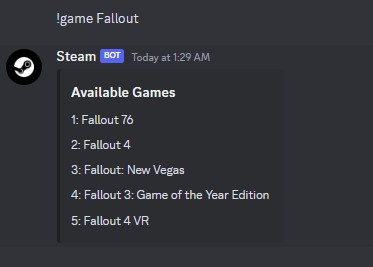 !game Fallout
Steam BOT Today at 1:29 AM
Available Games
1: Fallout 76
2: Fallout 4
3: Fallout: New Vegas
4: Fallout 3: Game of the Year Edition
5: Fallout 4 VR